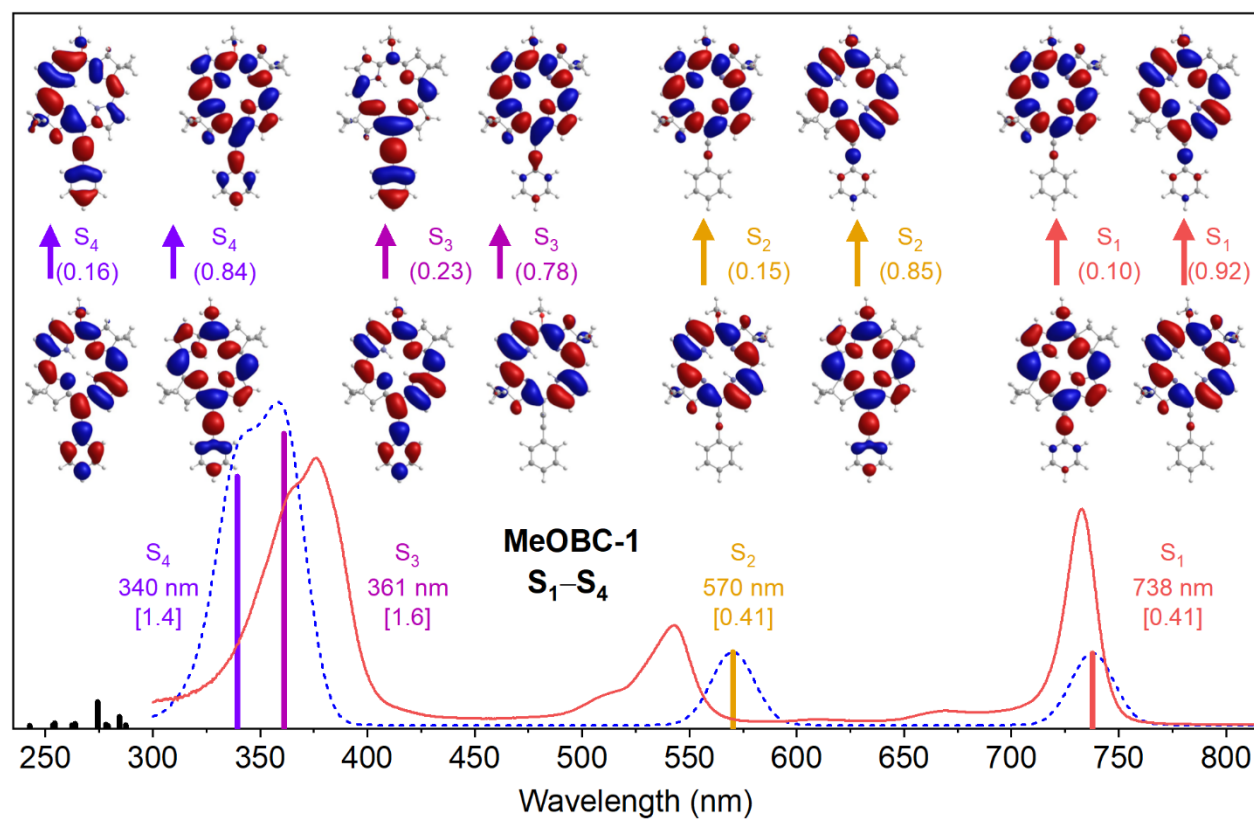 S4 S4 S3 S3 S2 S2 S1 S1
(0.16) (0.84) (0.23) (0.78) (0.15) (0.85) (0.10) (0.92)
MeOBC-1
S1–S4
S4
340 nm
[1.4]
S3
361 nm
[1.6]
S2
570 nm
[0.41]
S1
738 nm
[0.41]
250 300 350 400 450 500 550 600 650 700 750 800
Wavelength (nm)